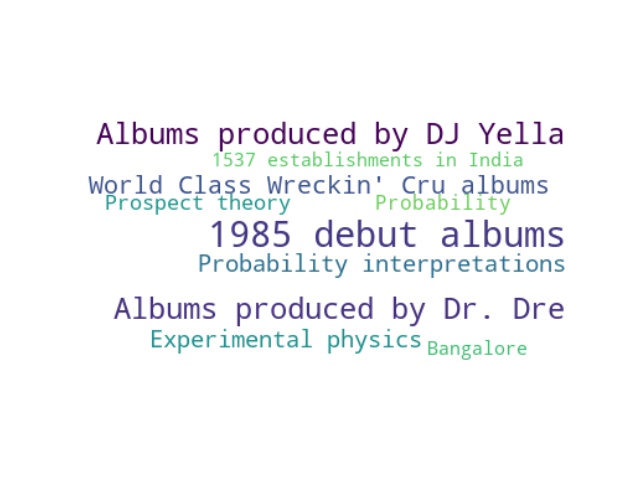 Albums produced by DJ Yella
1537 establishments in India
World Class Wreckin' Cru albums
Prospect theory
Probability
1985 debut albums
Probability interpretations
Albums produced by Dr. Dre
Experimental physics
Bangalore